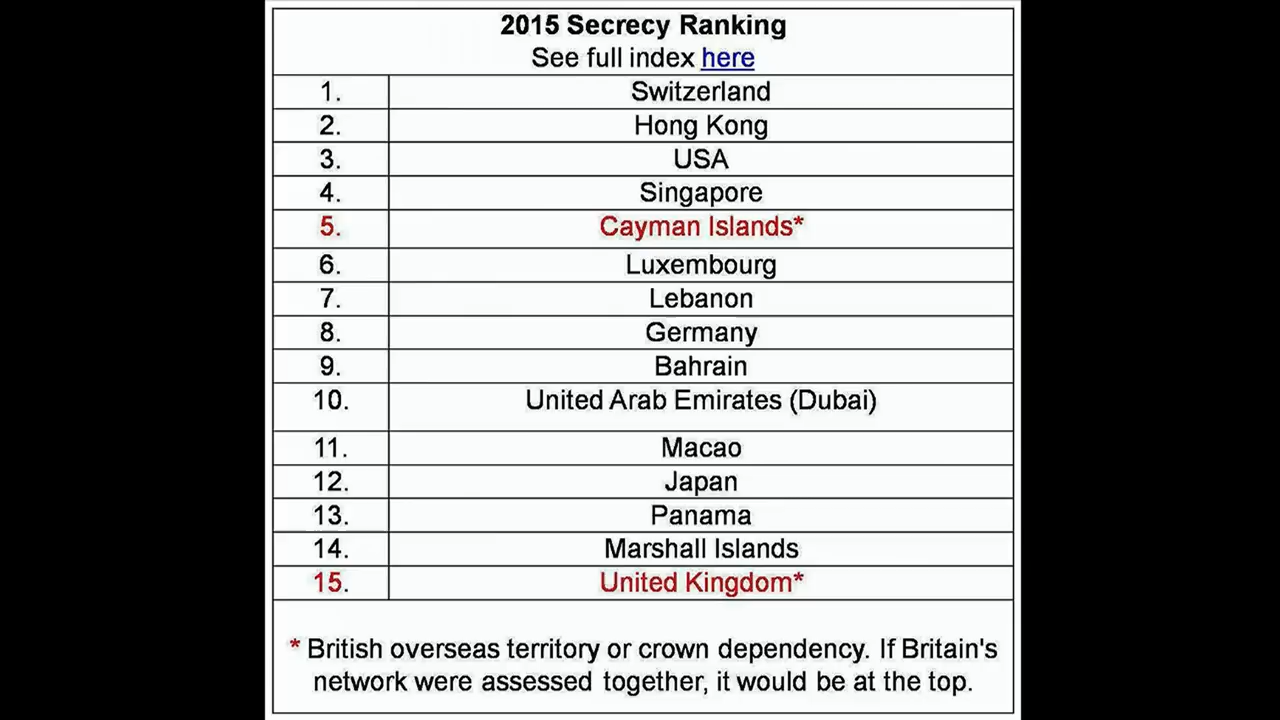 2015 Secrecy Ranking
See full index here
1. Switzerland
2. Hong Kong
3. USA
4. Singapore
5. Cayman Islands*
6. Luxembourg
7. Lebanon
8. Germany
9. Bahrain
10. United Arab Emirates (Dubai)
11. Macao
12. Japan
13. Panama
14. Marshall Islands
15. United Kingdom*
* British overseas territory or crown dependency. If Britain's
network were assessed together, it would be at the top.